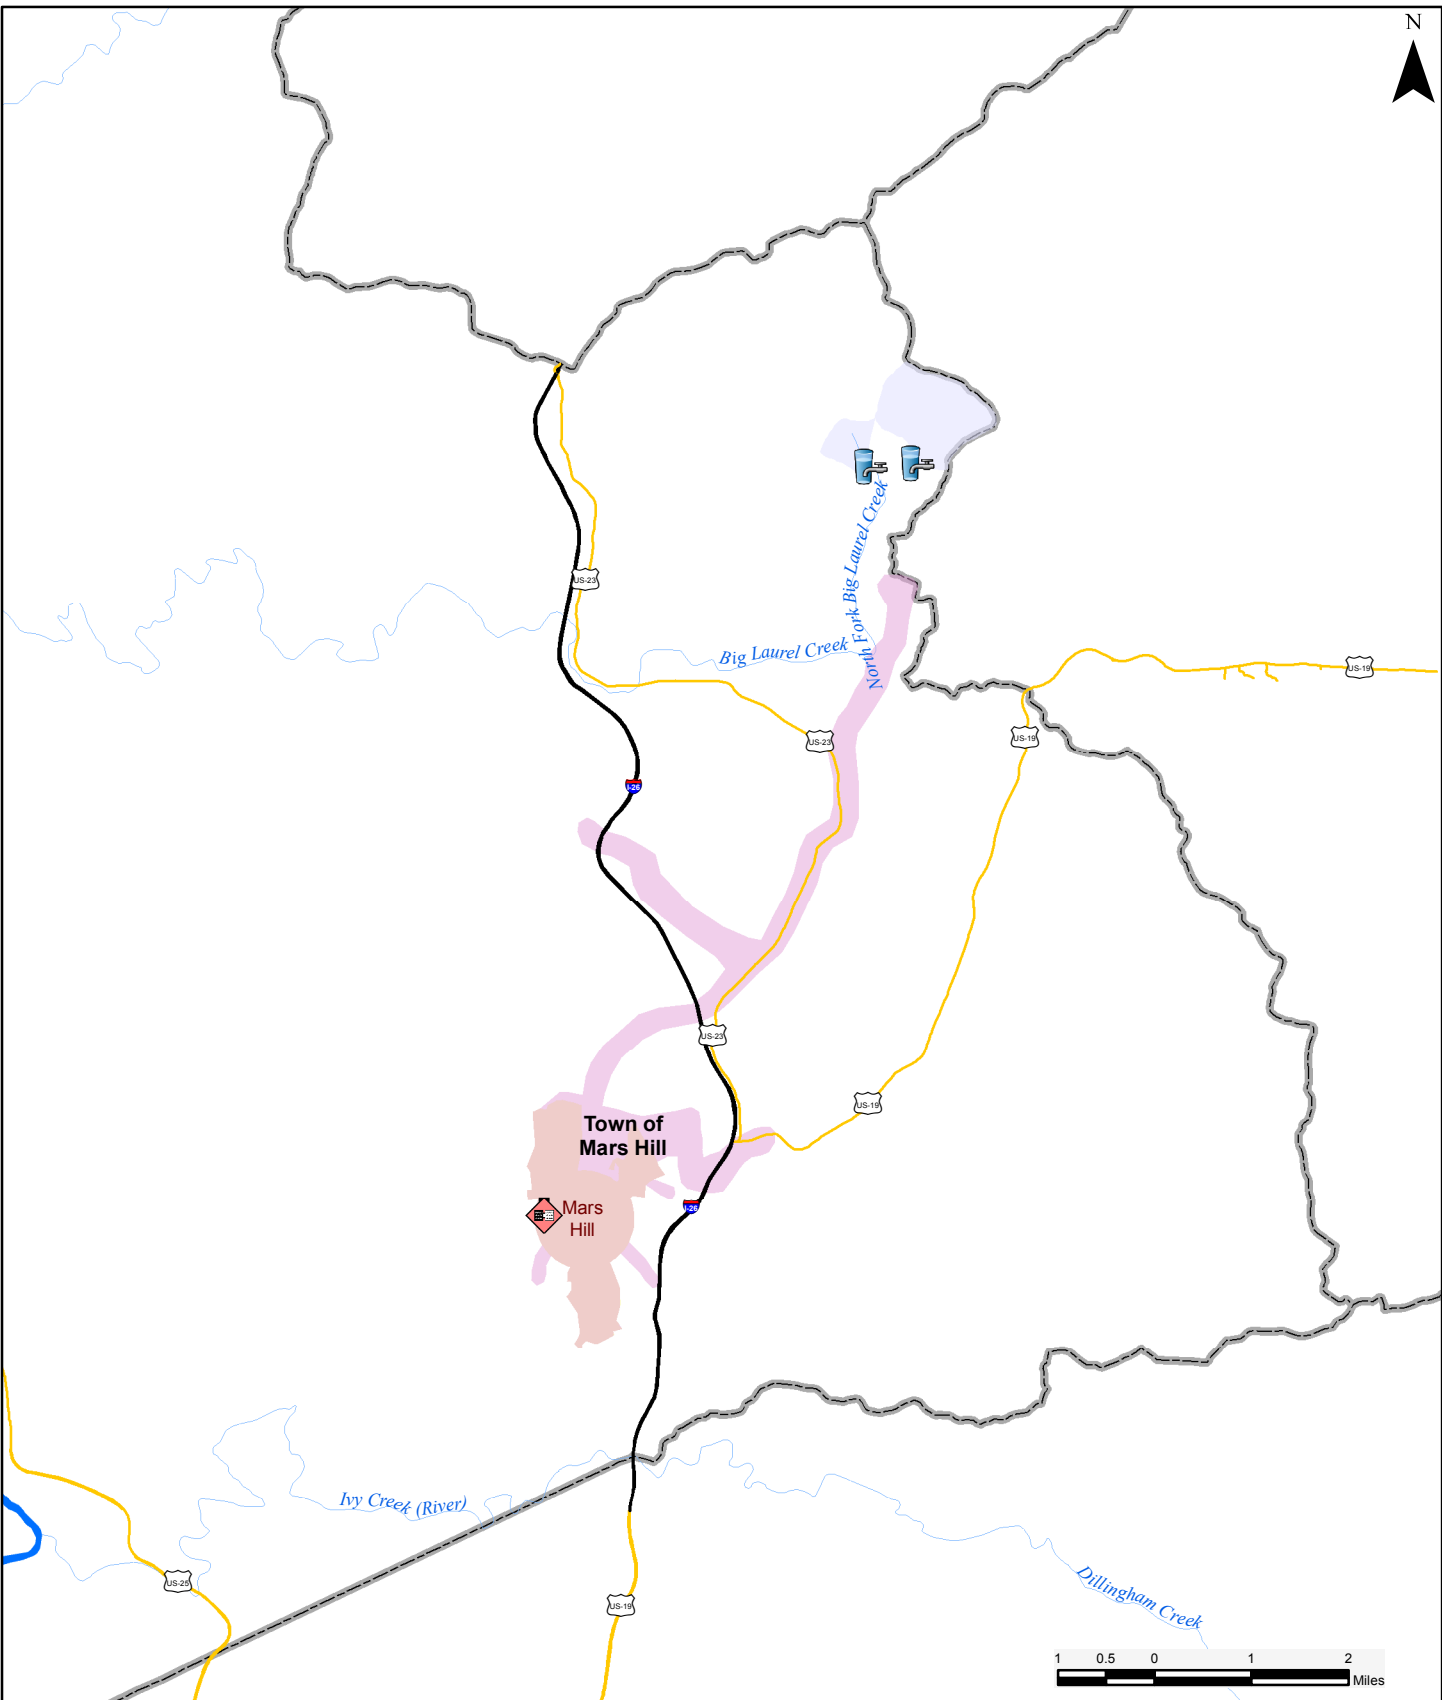 N
US-23
North Fork Big Laurel Creek
Big Laurel Creek
US-19
US-23
US-19
I-26
US-23
US-19
Town of
Mars Hill
I-26
Mars
Hill
Ivy Creek (River)
US-25
US-19
Dillingham Creek
1 0.5 0 1 2
Miles